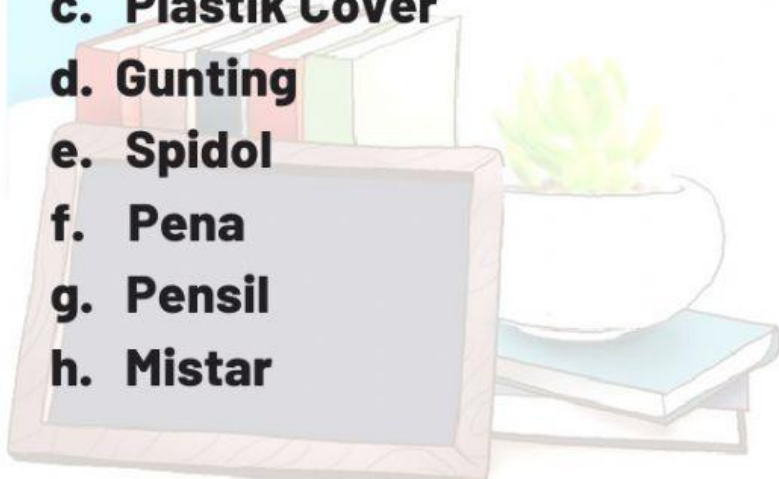 c. Plastik Cover
d. Gunting
e. Spidol
f. Pena
g. Pensil
h. Mistar